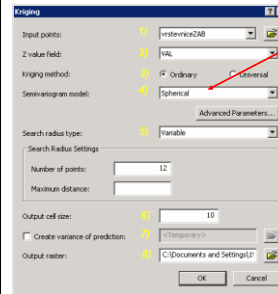 Kriging
Input points: 1) vrstevniceZAB
Z value field: 2) VAL
Kriging method: 3) Ordinary Universal
Semivariogram model: 4) Spherical
Advanced Parameters...
Search radius type: 5) Variable
Search Radius Settings
Number of points: 12
Maximum distance:
Output cell size: 6) 10
Create variance of prediction: 7) <Temporary>
Output raster: 8) C:\Documents and Settings\
OK Cancel